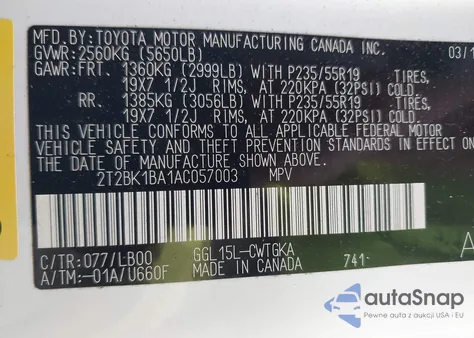 MFD. BY: TOYOTA MOTOR MANUFACTURING CANADA INC. 03/1
GVWR: 2560KG (5650LB)
GAWR: FRT. 1360KG (2999LB) WITH P235/55R19 TIRES,
19X7 1/2J RIMS, AT 220KPA (32PSI) COLD.
RR. 1385KG (3056LB) WITH P235/55R19 TIRES,
19X7 1/2J RIMS, AT 220KPA (32PSI) COLD.
THIS VEHICLE CONFORMS TO ALL APPLICABLE FEDERAL MOTOR
VEHICLE SAFETY AND THEFT PREVENTION STANDARDS IN EFFECT ON
THE DATE OF MANUFACTURE SHOWN ABOVE.
2T2BK1BA1AC057003 MPV
C/TR: 077/LB00 GGL15L-CWTGKA
A/TM: -01A/U660F MADE IN CANADA 741
A
autoSnap
Pewne auta z aukcji USA i EU